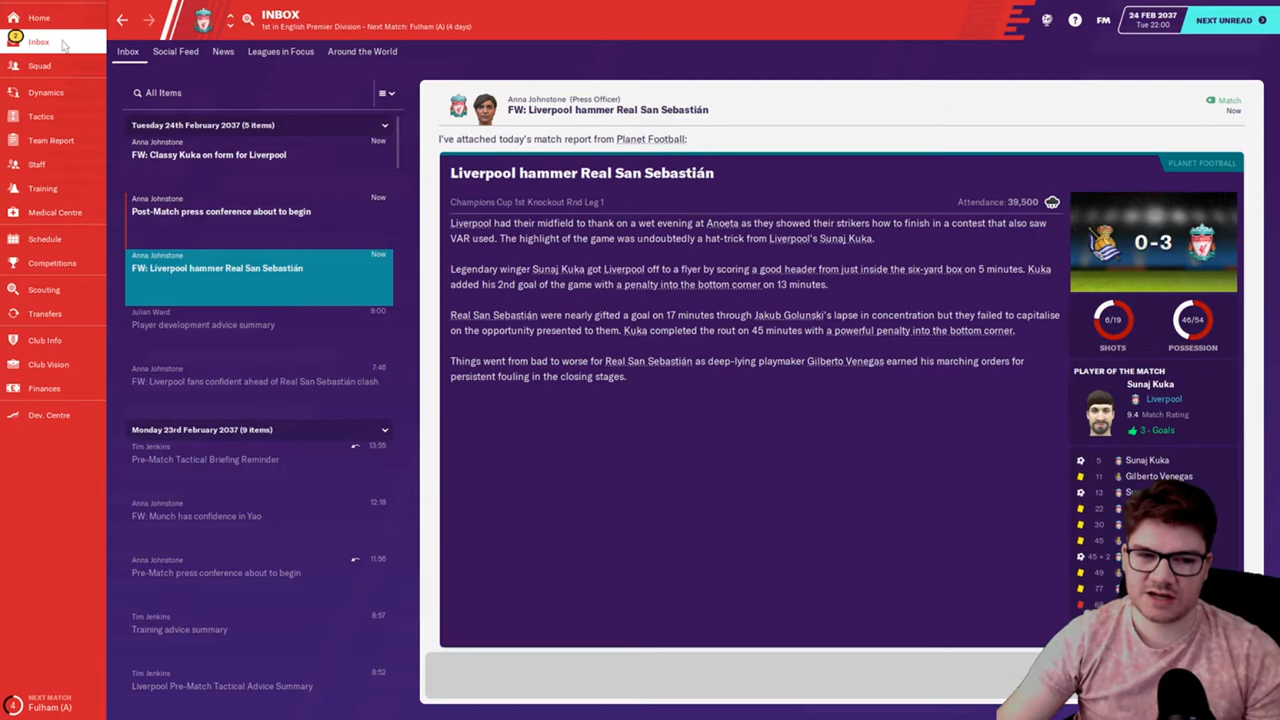 Home
INBOX
1st in English Premier Division - Next Match: Fulham (A) (4 days)
FM
24 FEB 2037
Tue 22:00
NEXT UNREAD
2
Inbox
Squad
Dynamics
Tactics
Team Report
Staff
Training
Medical Centre
Schedule
Competitions
Scouting
Transfers
Club Info
Club Vision
Finances
Dev. Centre
4
NEXT MATCH
Fulham (A)
Inbox Social Feed News Leagues in Focus Around the World
All Items
Tuesday 24th February 2037 (5 items)
Anna Johnstone Now
FW: Classy Kuka on form for Liverpool
Anna Johnstone Now
Post-Match press conference about to begin
Anna Johnstone Now
FW: Liverpool hammer Real San Sebastián
Julian Ward 9:00
Player development advice summary
Anna Johnstone 7:46
FW: Liverpool fans confident ahead of Real San Sebastián clash
Monday 23rd February 2037 (9 items)
Tim Jenkins 13:55
Pre-Match Tactical Briefing Reminder
Anna Johnstone 12:18
FW: Munch has confidence in Yao
Anna Johnstone 11:56
Pre-Match press conference about to begin
Tim Jenkins 8:57
Training advice summary
Tim Jenkins 8:52
Liverpool Pre-Match Tactical Advice Summary
Anna Johnstone (Press Officer)
FW: Liverpool hammer Real San Sebastián
Match
Now
I've attached today's match report from Planet Football:
PLANET FOOTBALL
Liverpool hammer Real San Sebastián
Champions Cup 1st Knockout Rnd Leg 1 Attendance: 39,500
Liverpool had their midfield to thank on a wet evening at Anoeta as they showed their strikers how to finish in a contest that also saw
VAR used. The highlight of the game was undoubtedly a hat-trick from Liverpool's Sunaj Kuka.
Legendary winger Sunaj Kuka got Liverpool off to a flyer by scoring a good header from just inside the six-yard box on 5 minutes. Kuka
added his 2nd goal of the game with a penalty into the bottom corner on 13 minutes.
Real San Sebastián were nearly gifted a goal on 17 minutes through Jakub Golunski's lapse in concentration but they failed to capitalise
on the opportunity presented to them. Kuka completed the rout on 45 minutes with a powerful penalty into the bottom corner.
Things went from bad to worse for Real San Sebastián as deep-lying playmaker Gilberto Venegas earned his marching orders for
persistent fouling in the closing stages.
0-3
6/19
SHOTS
46/54
POSSESSION
PLAYER OF THE MATCH
Sunaj Kuka
Liverpool
9.4 Match Rating
3 - Goals
5 Sunaj Kuka
11 Gilberto Venegas
13
22
30
45
45 + 2
49
77